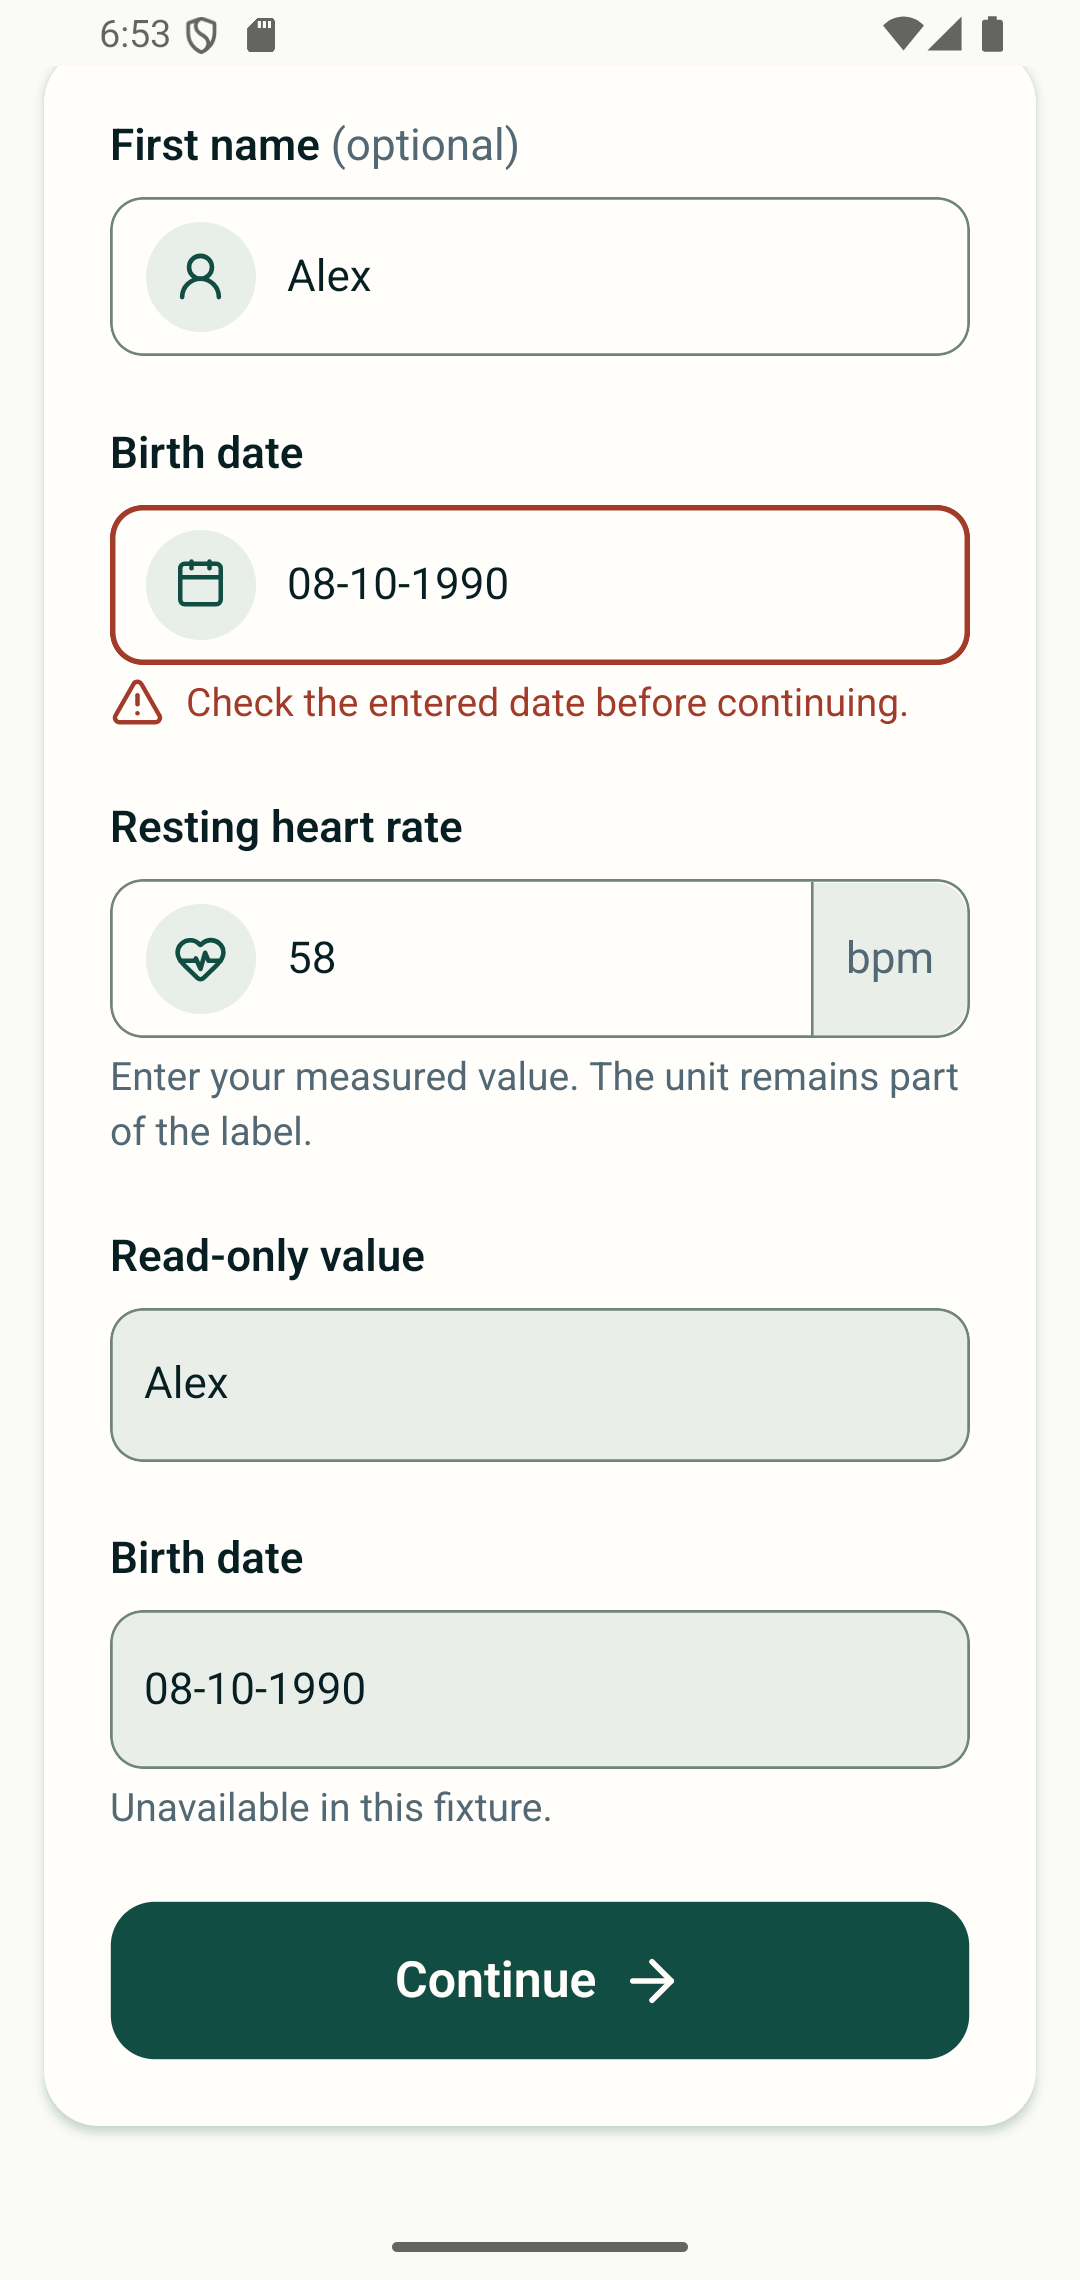 6:53
First name (optional)
Alex
Birth date
08-10-1990
Check the entered date before continuing.
Resting heart rate
58
bpm
Enter your measured value. The unit remains part
of the label.
Read-only value
Alex
Birth date
08-10-1990
Unavailable in this fixture.
Continue